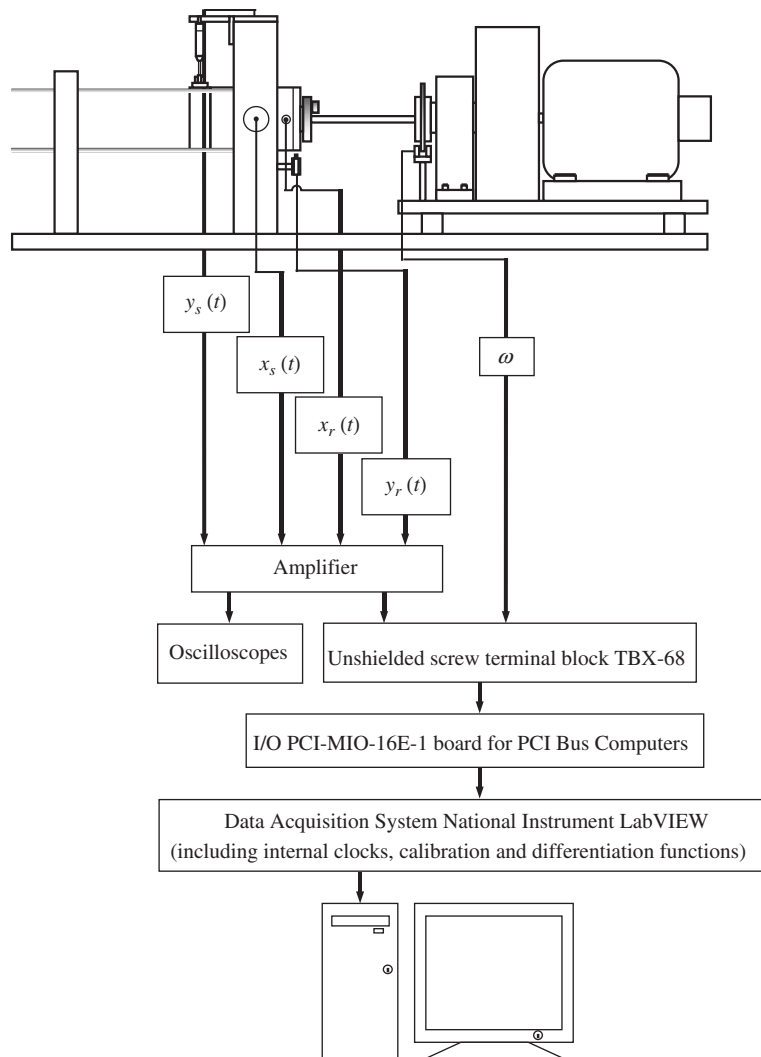 y_s (t)
x_s (t)
ω
x_r (t)
y_r (t)
Amplifier
Oscilloscopes
Unshielded screw terminal block TBX-68
I/O PCI-MIO-16E-1 board for PCI Bus Computers
Data Acquisition System National Instrument LabVIEW
(including internal clocks, calibration and differentiation functions)